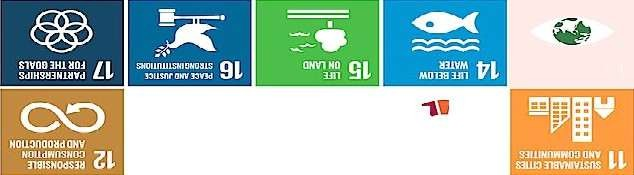 11 SUSTAINABLE CITIES
AND COMMUNITIES
12 RESPONSIBLE
CONSUMPTION
AND PRODUCTION
14 LIFE BELOW
WATER
15 LIFE
ON LAND
16 PEACE AND JUSTICE
STRONG INSTITUTIONS
17 PARTNERSHIPS
FOR THE GOALS